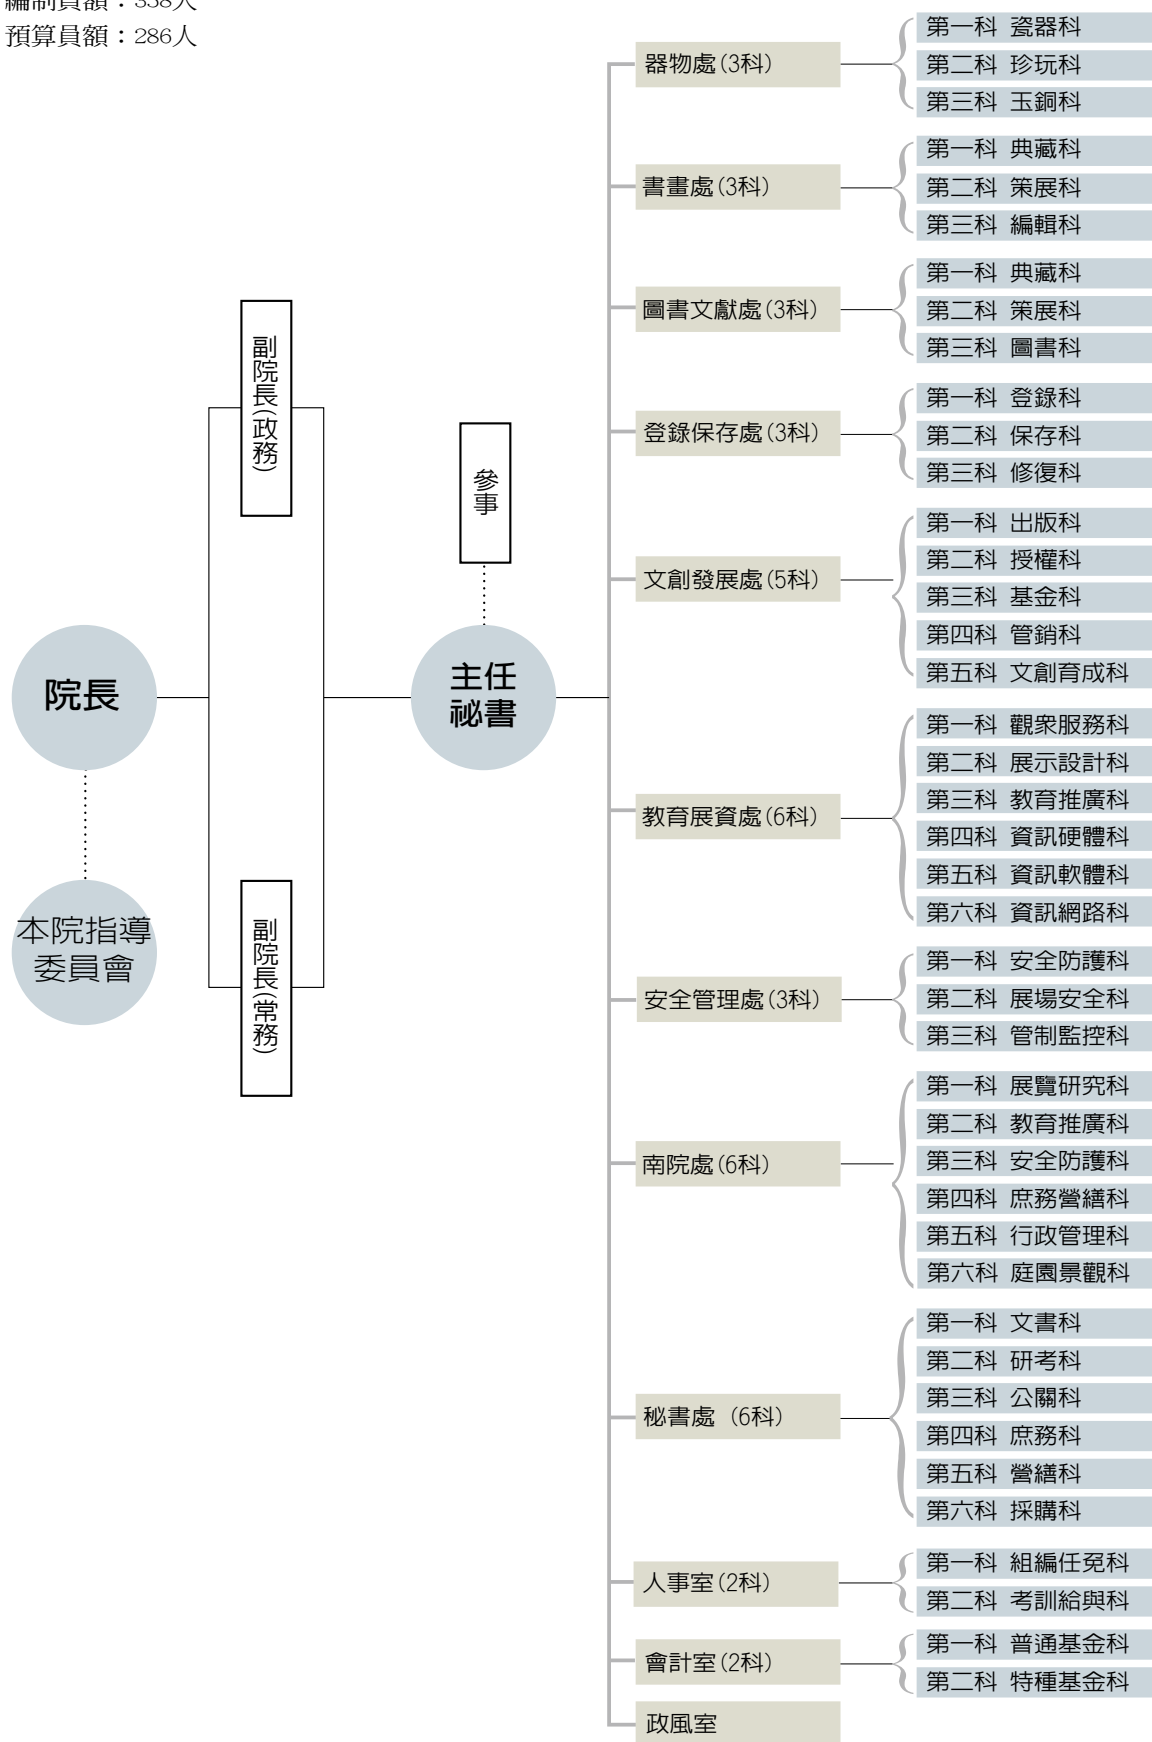 編制員額：358人
預算員額：286人
院長
本院指導
委員會
副院長(政務)
副院長(常務)
參事
主任
祕書
器物處(3科)
第一科 瓷器科
第二科 珍玩科
第三科 玉銅科
書畫處(3科)
第一科 典藏科
第二科 策展科
第三科 編輯科
圖書文獻處(3科)
第一科 典藏科
第二科 策展科
第三科 圖書科
登錄保存處(3科)
第一科 登錄科
第二科 保存科
第三科 修復科
文創發展處(5科)
第一科 出版科
第二科 授權科
第三科 基金科
第四科 管銷科
第五科 文創育成科
教育展資處(6科)
第一科 觀眾服務科
第二科 展示設計科
第三科 教育推廣科
第四科 資訊硬體科
第五科 資訊軟體科
第六科 資訊網路科
安全管理處(3科)
第一科 安全防護科
第二科 展場安全科
第三科 管制監控科
南院處(6科)
第一科 展覽研究科
第二科 教育推廣科
第三科 安全防護科
第四科 庶務營繕科
第五科 行政管理科
第六科 庭園景觀科
秘書處 (6科)
第一科 文書科
第二科 研考科
第三科 公關科
第四科 庶務科
第五科 營繕科
第六科 採購科
人事室(2科)
第一科 組編任免科
第二科 考訓給與科
會計室(2科)
第一科 普通基金科
第二科 特種基金科
政風室